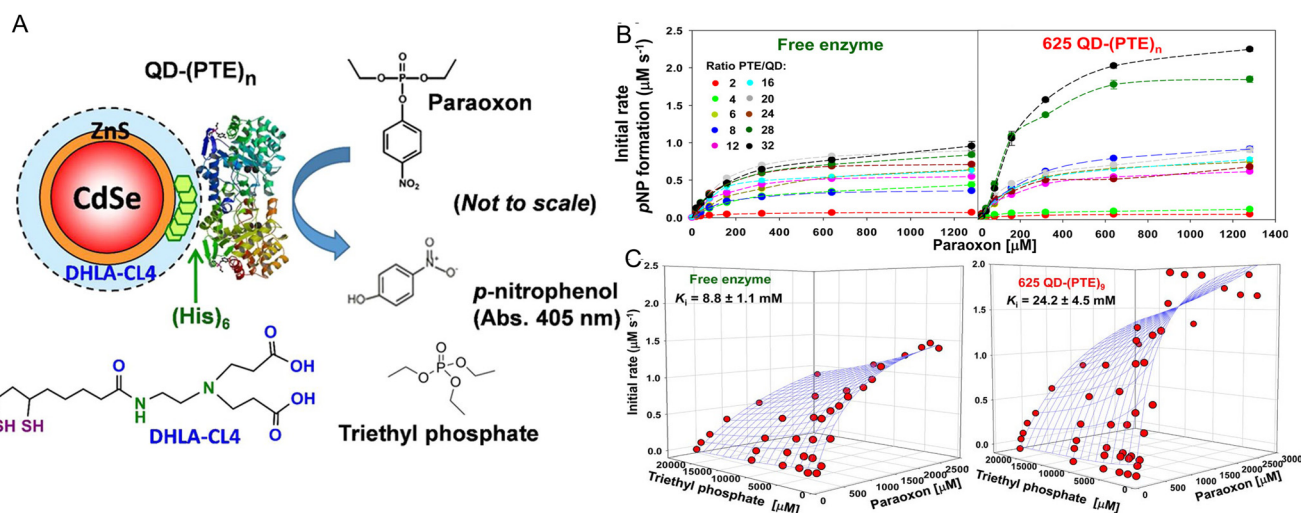 A
QD-(PTE)n
ZnS
CdSe
DHLA-CL4
(His)6
O
O
P
O
O
Paraoxon
NO2
(Not to scale)
N+
O
O-
HO
p-nitrophenol
(Abs. 405 nm)
O
O
P
O
O
Triethyl phosphate
SH SH
O
N
H
N
O
OH
O
OH
DHLA-CL4
B
Free enzyme
625 QD-(PTE)n
Ratio PTE/QD:
2
4
6
8
12
16
20
24
28
32
Initial rate
pNP formation (µM s-1)
2.5
2.0
1.5
1.0
0.5
0.0
0 200 400 600 800 1000 1200
0 200 400 600 800 1000 1200 1400
Paraoxon [µM]
C
Free enzyme
Ki = 8.8 ± 1.1 mM
Initial rate (µM s-1)
2.5
2.0
1.5
1.0
0.5
0.0
20000 15000 10000 5000 0
Triethyl phosphate [µM]
0 500 1000 1500 2000 2500
Paraoxon [µM]
625 QD-(PTE)9
Ki = 24.2 ± 4.5 mM
2.0
1.5
1.0
0.5
0.0
20000 15000 10000 5000 0
Triethyl phosphate [µM]
0 500 1000 1500 2000 2500 3000
Paraoxon [µM]